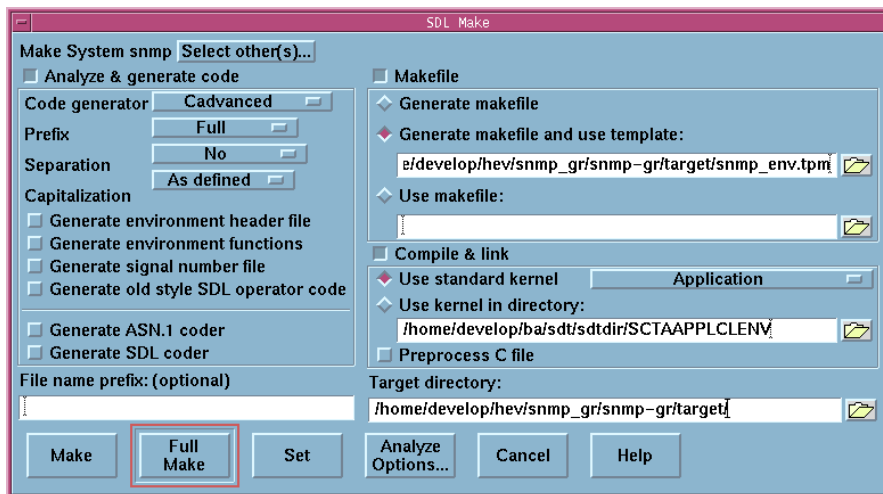 SDL Make
Make System snmp Select other(s)...
Analyze & generate code
Code generator Cadvanced
Prefix Full
Separation No
Capitalization As defined
Generate environment header file
Generate environment functions
Generate signal number file
Generate old style SDL operator code
Generate ASN.1 coder
Generate SDL coder
File name prefix: (optional)
Makefile
Generate makefile
Generate makefile and use template:
e/develop/hev/snmp_gr/snmp-gr/target/snmp_env.tpm
Use makefile:
Compile & link
Use standard kernel Application
Use kernel in directory:
/home/develop/ba/sdt/sdtdir/SCTAAPPLCLENV
Preprocess C file
Target directory:
/home/develop/hev/snmp_gr/snmp-gr/target/
Make
Full
Make
Set
Analyze
Options...
Cancel
Help